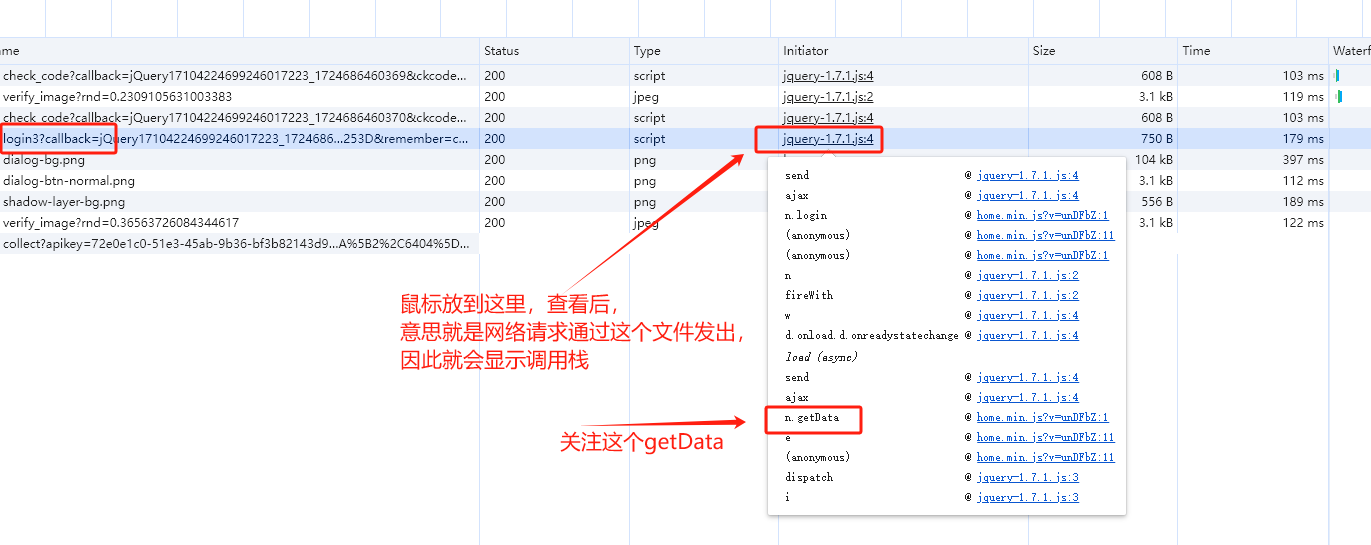 me Status Type Initiator Size Time Waterf
check_code?callback=jQuery17104224699246017223_1724686460369&ckcode... 200 script jquery-1.7.1.js:4 608 B 103 ms
verify_image?rnd=0.2309105631003383 200 jpeg jquery-1.7.1.js:2 3.1 kB 119 ms
check_code?callback=jQuery17104224699246017223_1724686460370&ckcode... 200 script jquery-1.7.1.js:4 608 B 103 ms
login3?callback=jQuery17104224699246017223_1724686...253D&remember=c... 200 script jquery-1.7.1.js:4 750 B 179 ms
dialog-bg.png 200 png 104 kB 397 ms
dialog-btn-normal.png 200 png 3.1 kB 112 ms
shadow-layer-bg.png 200 png 556 B 189 ms
verify_image?rnd=0.36563726084344617 200 jpeg 3.1 kB 122 ms
collect?apikey=72e0e1c0-51e3-45ab-9b36-bf3b82143d9...A%5B2%2C6404%5D...
send @ jquery-1.7.1.js:4
ajax @ jquery-1.7.1.js:4
n.login @ home.min.js?v=unDFbZ:1
(anonymous) @ home.min.js?v=unDFbZ:11
(anonymous) @ home.min.js?v=unDFbZ:1
n @ jquery-1.7.1.js:2
fireWith @ jquery-1.7.1.js:2
w @ jquery-1.7.1.js:4
d.onload.d.onreadystatechange @ jquery-1.7.1.js:4
load (async)
send @ jquery-1.7.1.js:4
ajax @ jquery-1.7.1.js:4
n.getData @ home.min.js?v=unDFbZ:1
e @ home.min.js?v=unDFbZ:11
(anonymous) @ home.min.js?v=unDFbZ:11
dispatch @ jquery-1.7.1.js:3
i @ jquery-1.7.1.js:3
鼠标放到这里，查看后，
意思就是网络请求通过这个文件发出，
因此就会显示调用栈
关注这个getData